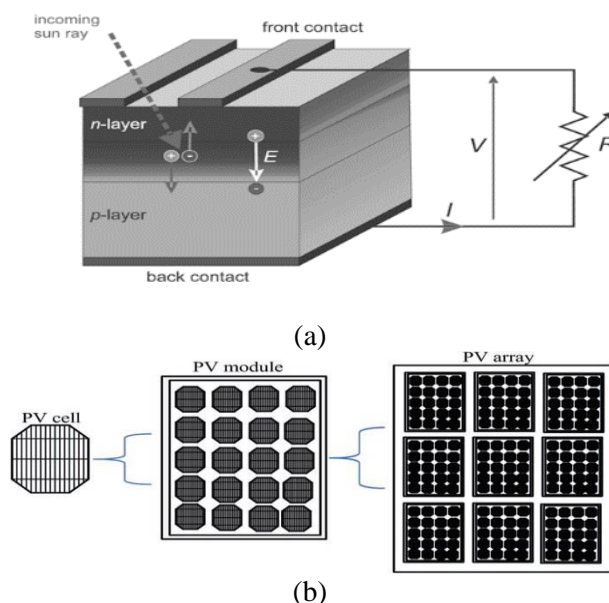 incoming
sun ray
front contact
n-layer
+
-
+
E
-
p-layer
V
R
I
back contact
(a)
PV cell
PV module
PV array
(b)